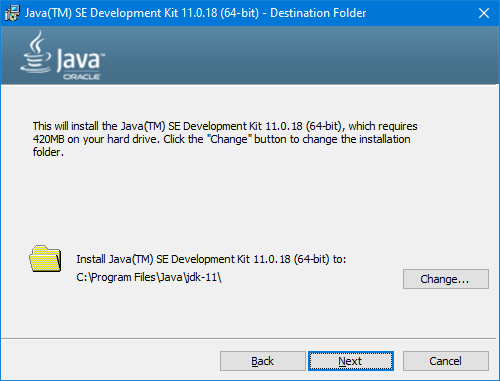 Java(TM) SE Development Kit 11.0.18 (64-bit) - Destination Folder
Java™
ORACLE
This will install the Java(TM) SE Development Kit 11.0.18 (64-bit), which requires
420MB on your hard drive. Click the "Change" button to change the installation
folder.
Install Java(TM) SE Development Kit 11.0.18 (64-bit) to:
C:\Program Files\Java\jdk-11\
Change...
Back
Next
Cancel